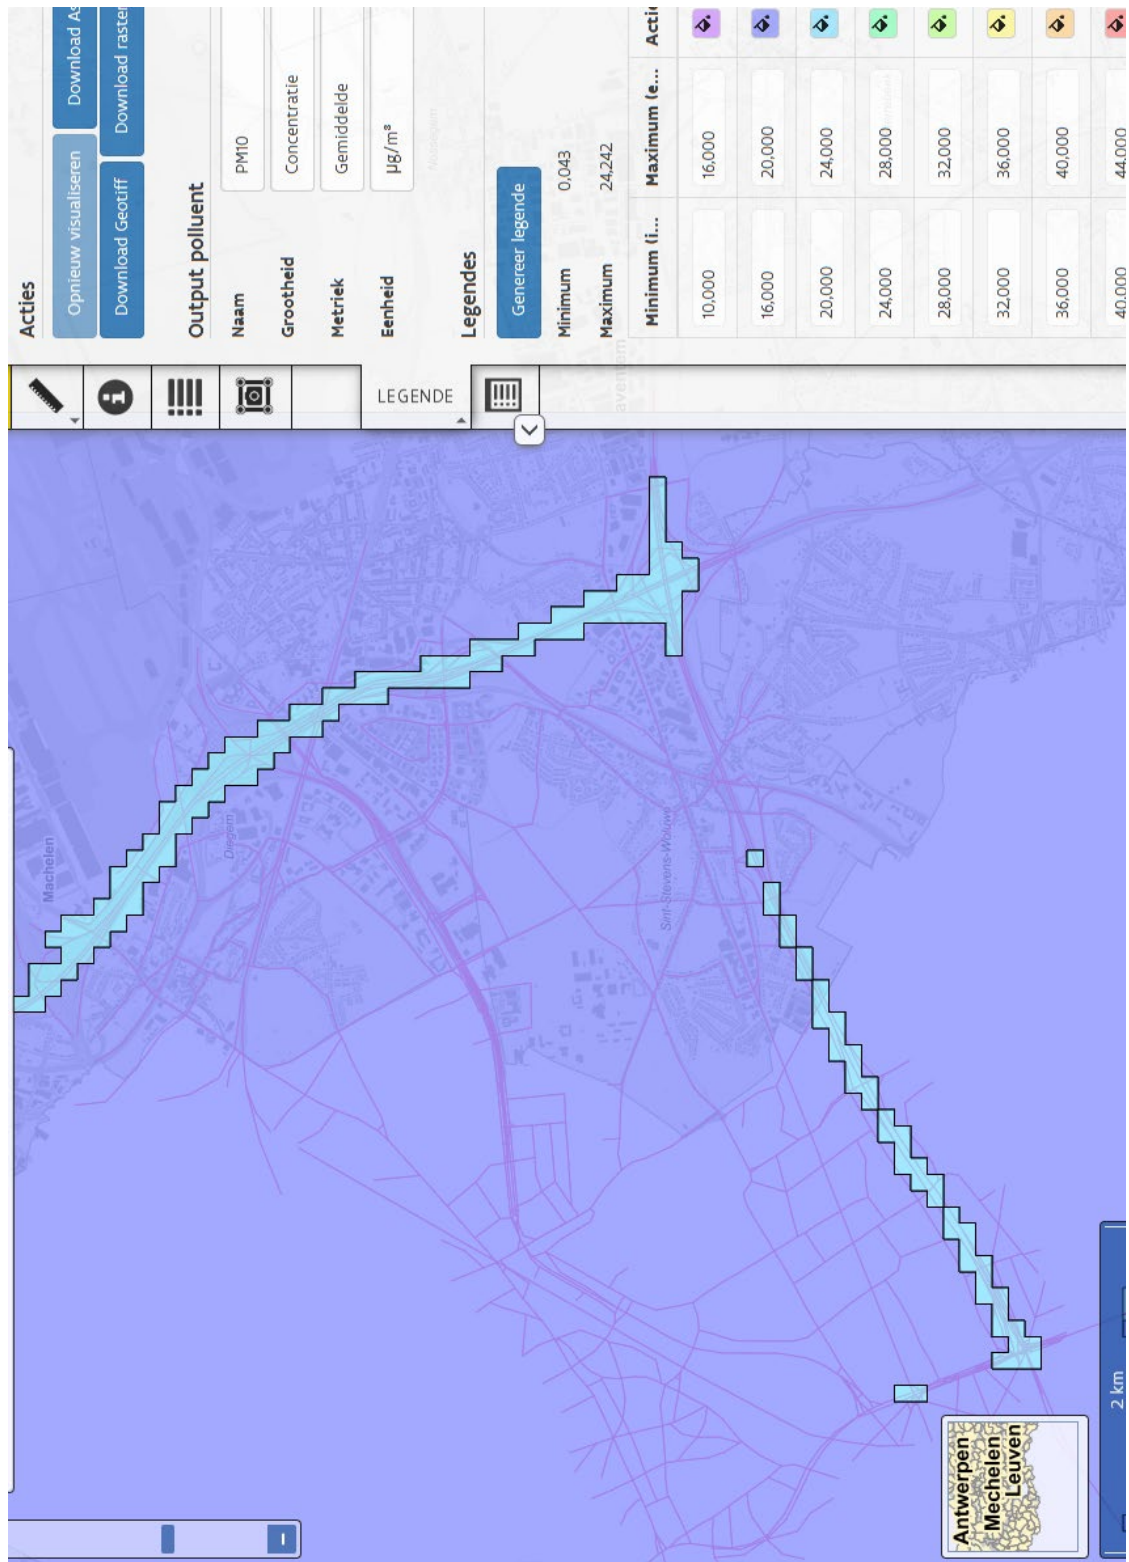 Acties
Opnieuw visualiseren
Download As
Download Geotiff
Download raster
Output polluent
Naam PM10
Grootheid Concentratie
Metriek Gemiddelde
Eenheid µg/m³
Legendes
Genereer legende
Minimum 0,043
Maximum 24,242
Minimum (i... Maximum (e... Actie
10,000 16,000
16,000 20,000
20,000 24,000
24,000 28,000
28,000 32,000
32,000 36,000
36,000 40,000
40,000 44,000
LEGENDE
Machelen
Diegem
Sint-Stevens-Woluwe
aventem
Antwerpen
Mechelen
Leuven
2 km